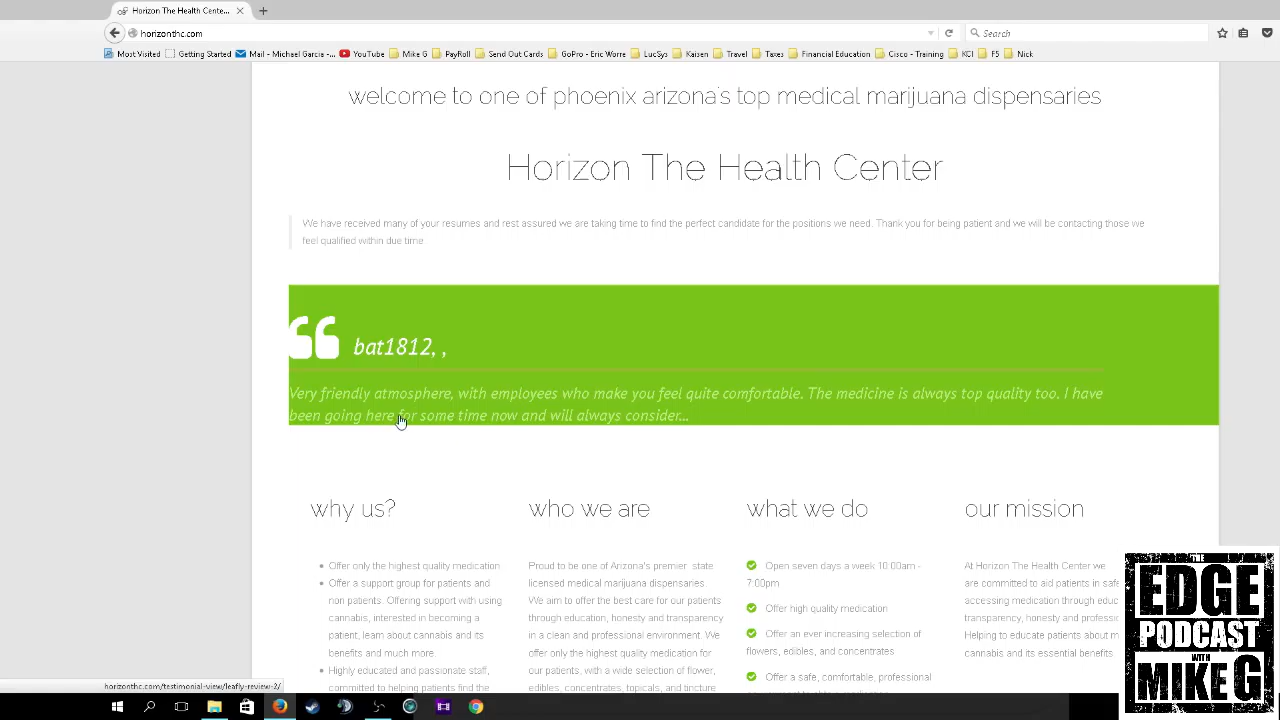 Horizon The Health Cente...
horizonthc.com
Search
Most Visited Getting Started Mail - Michael Garcia -... YouTube Mike G PayRoll Send Out Cards GoPro - Eric Worre LucSys Kaisen Travel Taxes Financial Education Cisco - Training KCI F5 Nick
welcome to one of phoenix arizona's top medical marijuana dispensaries
Horizon The Health Center
We have received many of your resumes and rest assured we are taking time to find the perfect candidate for the positions we need. Thank you for being patient and we will be contacting those we
feel qualified within due time
bat1812, ,
Very friendly atmosphere, with employees who make you feel quite comfortable. The medicine is always top quality too. I have
been going here for some time now and will always consider...
why us?
Offer only the highest quality medication
Offer a support group for patients and
non patients. Offering support with using
cannabis, interested in becoming a
patient, learn about cannabis and its
benefits and much more.
Highly educated and passionate staff,
committed to helping patients find the
who we are
Proud to be one of Arizona's premier state
licensed medical marijuana dispensaries.
We aim to offer the best care for our patients
through education, honesty and transparency
in a clean and professional environment. We
offer only the highest quality medication for
our patients, with a wide selection of flower,
edibles, concentrates, topicals, and tincture
what we do
Open seven days a week 10:00am -
7:00pm
Offer high quality medication
Offer an ever increasing selection of
flowers, edibles, and concentrates
Offer a safe, comfortable, professional
our mission
At Horizon The Health Center we
are committed to aid patients in safe
accessing medication through educ
transparency, honesty and professio
Helping to educate patients about m
cannabis and its essential benefits.
horizonthc.com/testimonial-view/leafly-review-2/
THE
EDGE
PODCAST
WITH
MIKE G